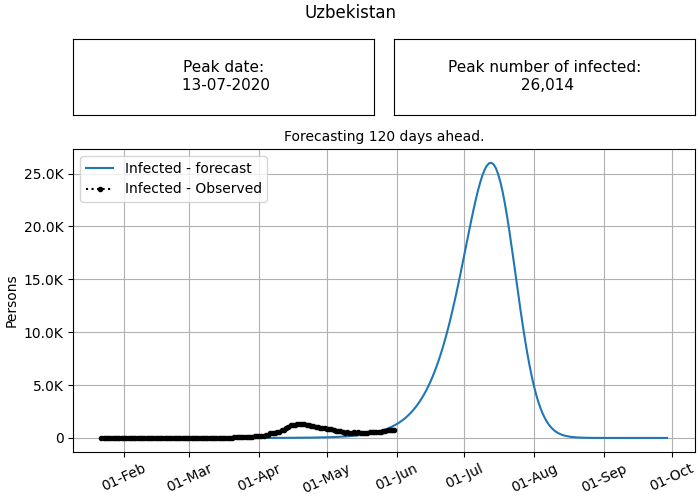 Uzbekistan
Peak date:
13-07-2020
Peak number of infected:
26,014
Forecasting 120 days ahead.
Infected - forecast
Infected - Observed
25.0K
20.0K
15.0K
10.0K
5.0K
0
Persons
01-Feb
01-Mar
01-Apr
01-May
01-Jun
01-Jul
01-Aug
01-Sep
01-Oct